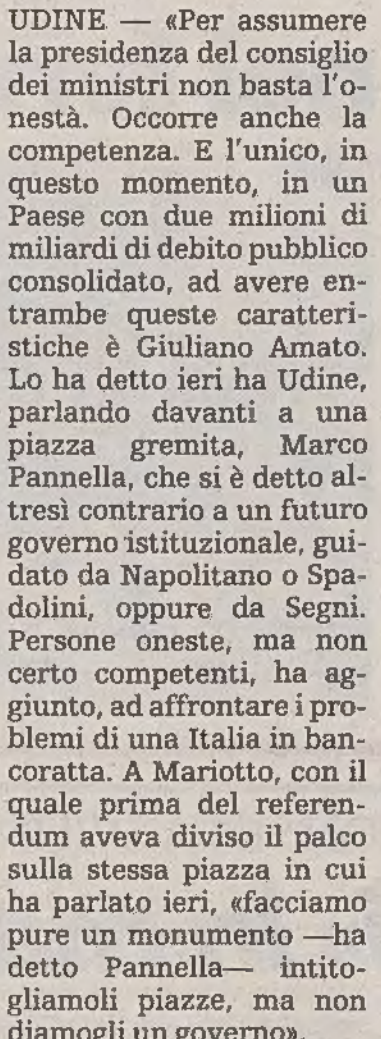 UDINE — «Per assumere
la presidenza del consiglio
dei ministri non basta l'o-
nestà. Occorre anche la
competenza. E l'unico, in
questo momento, in un
Paese con due milioni di
miliardi di debito pubblico
consolidato, ad avere en-
trambe queste caratteri-
stiche è Giuliano Amato.
Lo ha detto ieri ha Udine,
parlando davanti a una
piazza gremita, Marco
Pannella, che si è detto al-
tresì contrario a un futuro
governo istituzionale, gui-
dato da Napolitano o Spa-
dolini, oppure da Segni.
Persone oneste, ma non
certo competenti, ha ag-
giunto, ad affrontare i pro-
blemi di una Italia in ban-
coratta. A Mariotto, con il
quale prima del referen-
dum aveva diviso il palco
sulla stessa piazza in cui
ha parlato ieri, «facciamo
pure un monumento —ha
detto Pannella— intito-
gliamoli piazze, ma non
diamogli un governo».